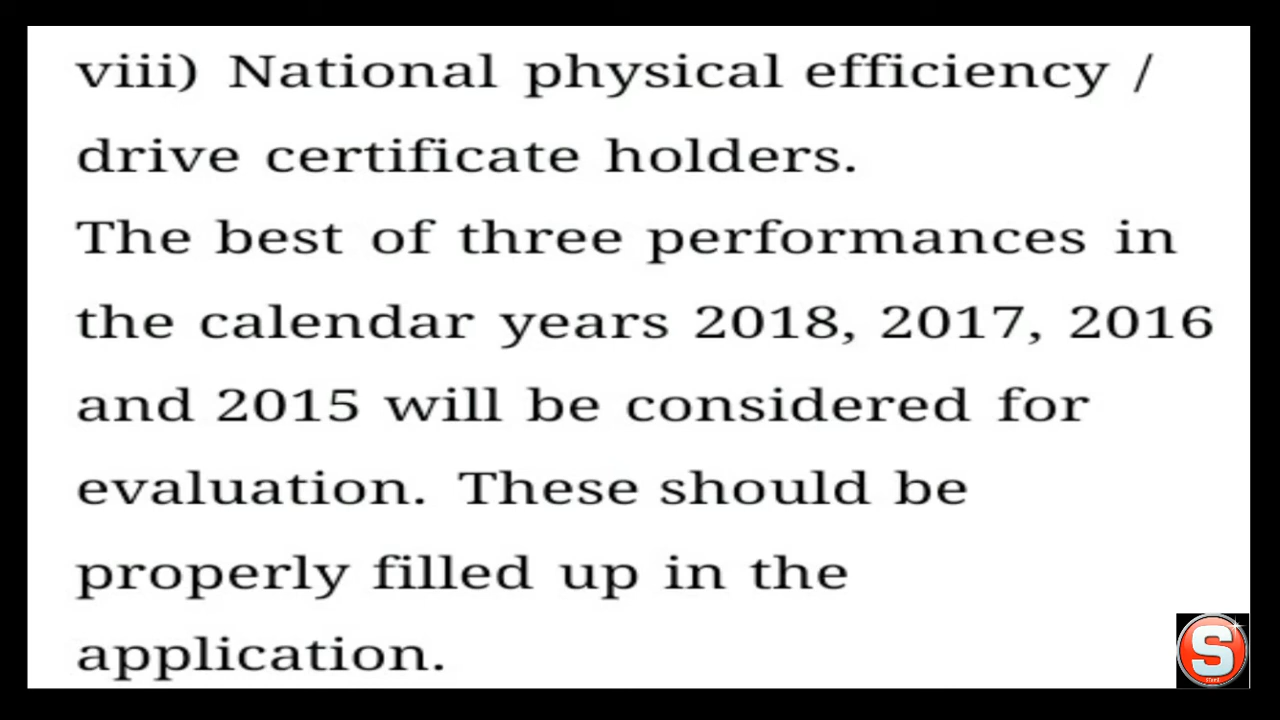 viii) National physical efficiency /
drive certificate holders.
The best of three performances in
the calendar years 2018, 2017, 2016
and 2015 will be considered for
evaluation. These should be
properly filled up in the
application.
S